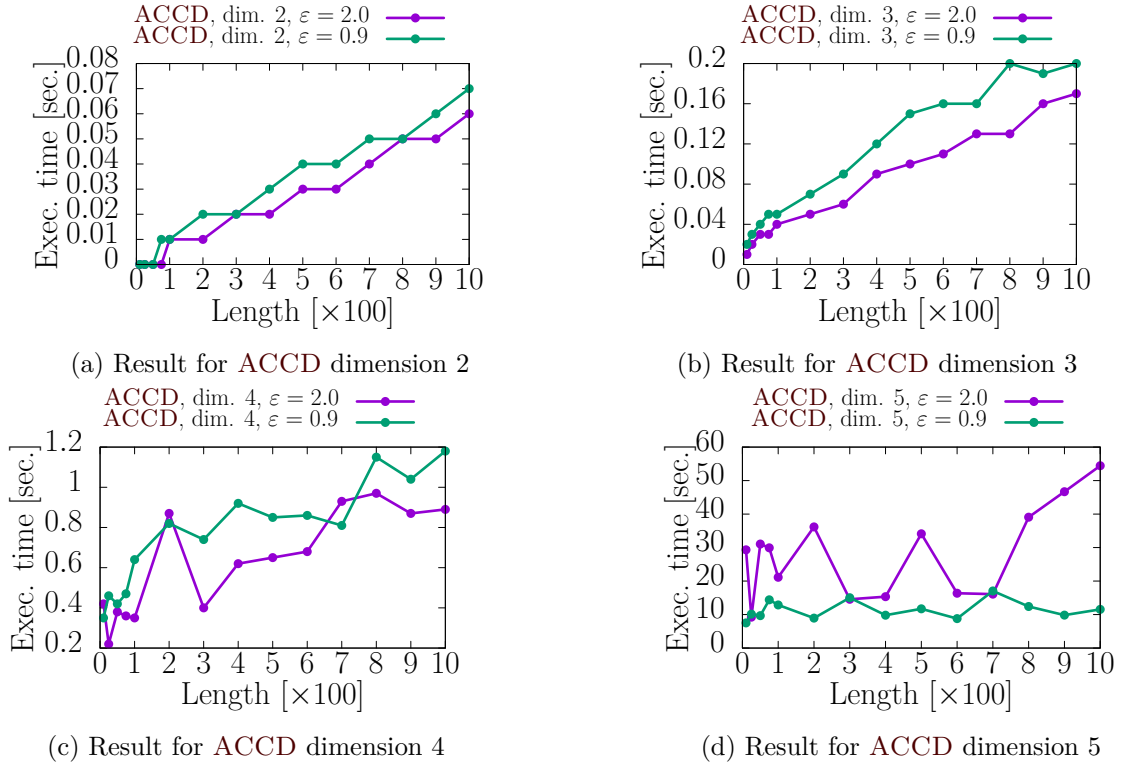 ACCD, dim. 2, ε = 2.0
ACCD, dim. 2, ε = 0.9
Exec. time [sec.]
0.08
0.07
0.06
0.05
0.04
0.03
0.02
0.01
0
0 1 2 3 4 5 6 7 8 9 10
Length [×100]
(a) Result for ACCD dimension 2
ACCD, dim. 3, ε = 2.0
ACCD, dim. 3, ε = 0.9
Exec. time [sec.]
0.2
0.16
0.12
0.08
0.04
0
0 1 2 3 4 5 6 7 8 9 10
Length [×100]
(b) Result for ACCD dimension 3
ACCD, dim. 4, ε = 2.0
ACCD, dim. 4, ε = 0.9
Exec. time [sec.]
1.2
1
0.8
0.6
0.4
0.2
0 1 2 3 4 5 6 7 8 9 10
Length [×100]
(c) Result for ACCD dimension 4
ACCD, dim. 5, ε = 2.0
ACCD, dim. 5, ε = 0.9
Exec. time [sec.]
60
50
40
30
20
10
0
0 1 2 3 4 5 6 7 8 9 10
Length [×100]
(d) Result for ACCD dimension 5